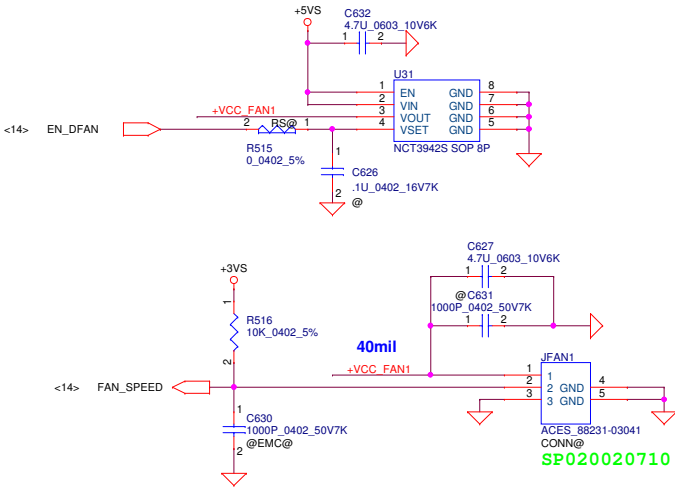 +5VS
C632
4.7U_0603_10V6K
1 2
U31
1 EN GND 8
2 VIN GND 7
+VCC_FAN1
3 VOUT GND 6
<14> EN_DFAN 2 RS@ 1 4 VSET GND 5
R515
0_0402_5%
NCT3942S SOP 8P
1
C626
.1U_0402_16V7K
2
@
C627
4.7U_0603_10V6K
1 2
+3VS
@C631
1000P_0402_50V7K
1 2
1
R516
10K_0402_5%
2
40mil
JFAN1
+VCC_FAN1
1 1
<14> FAN_SPEED
2 2 GND 4
3 3 GND 5
1
C630
1000P_0402_50V7K
@EMC@
2
ACES_88231-03041
CONN@
SP020020710